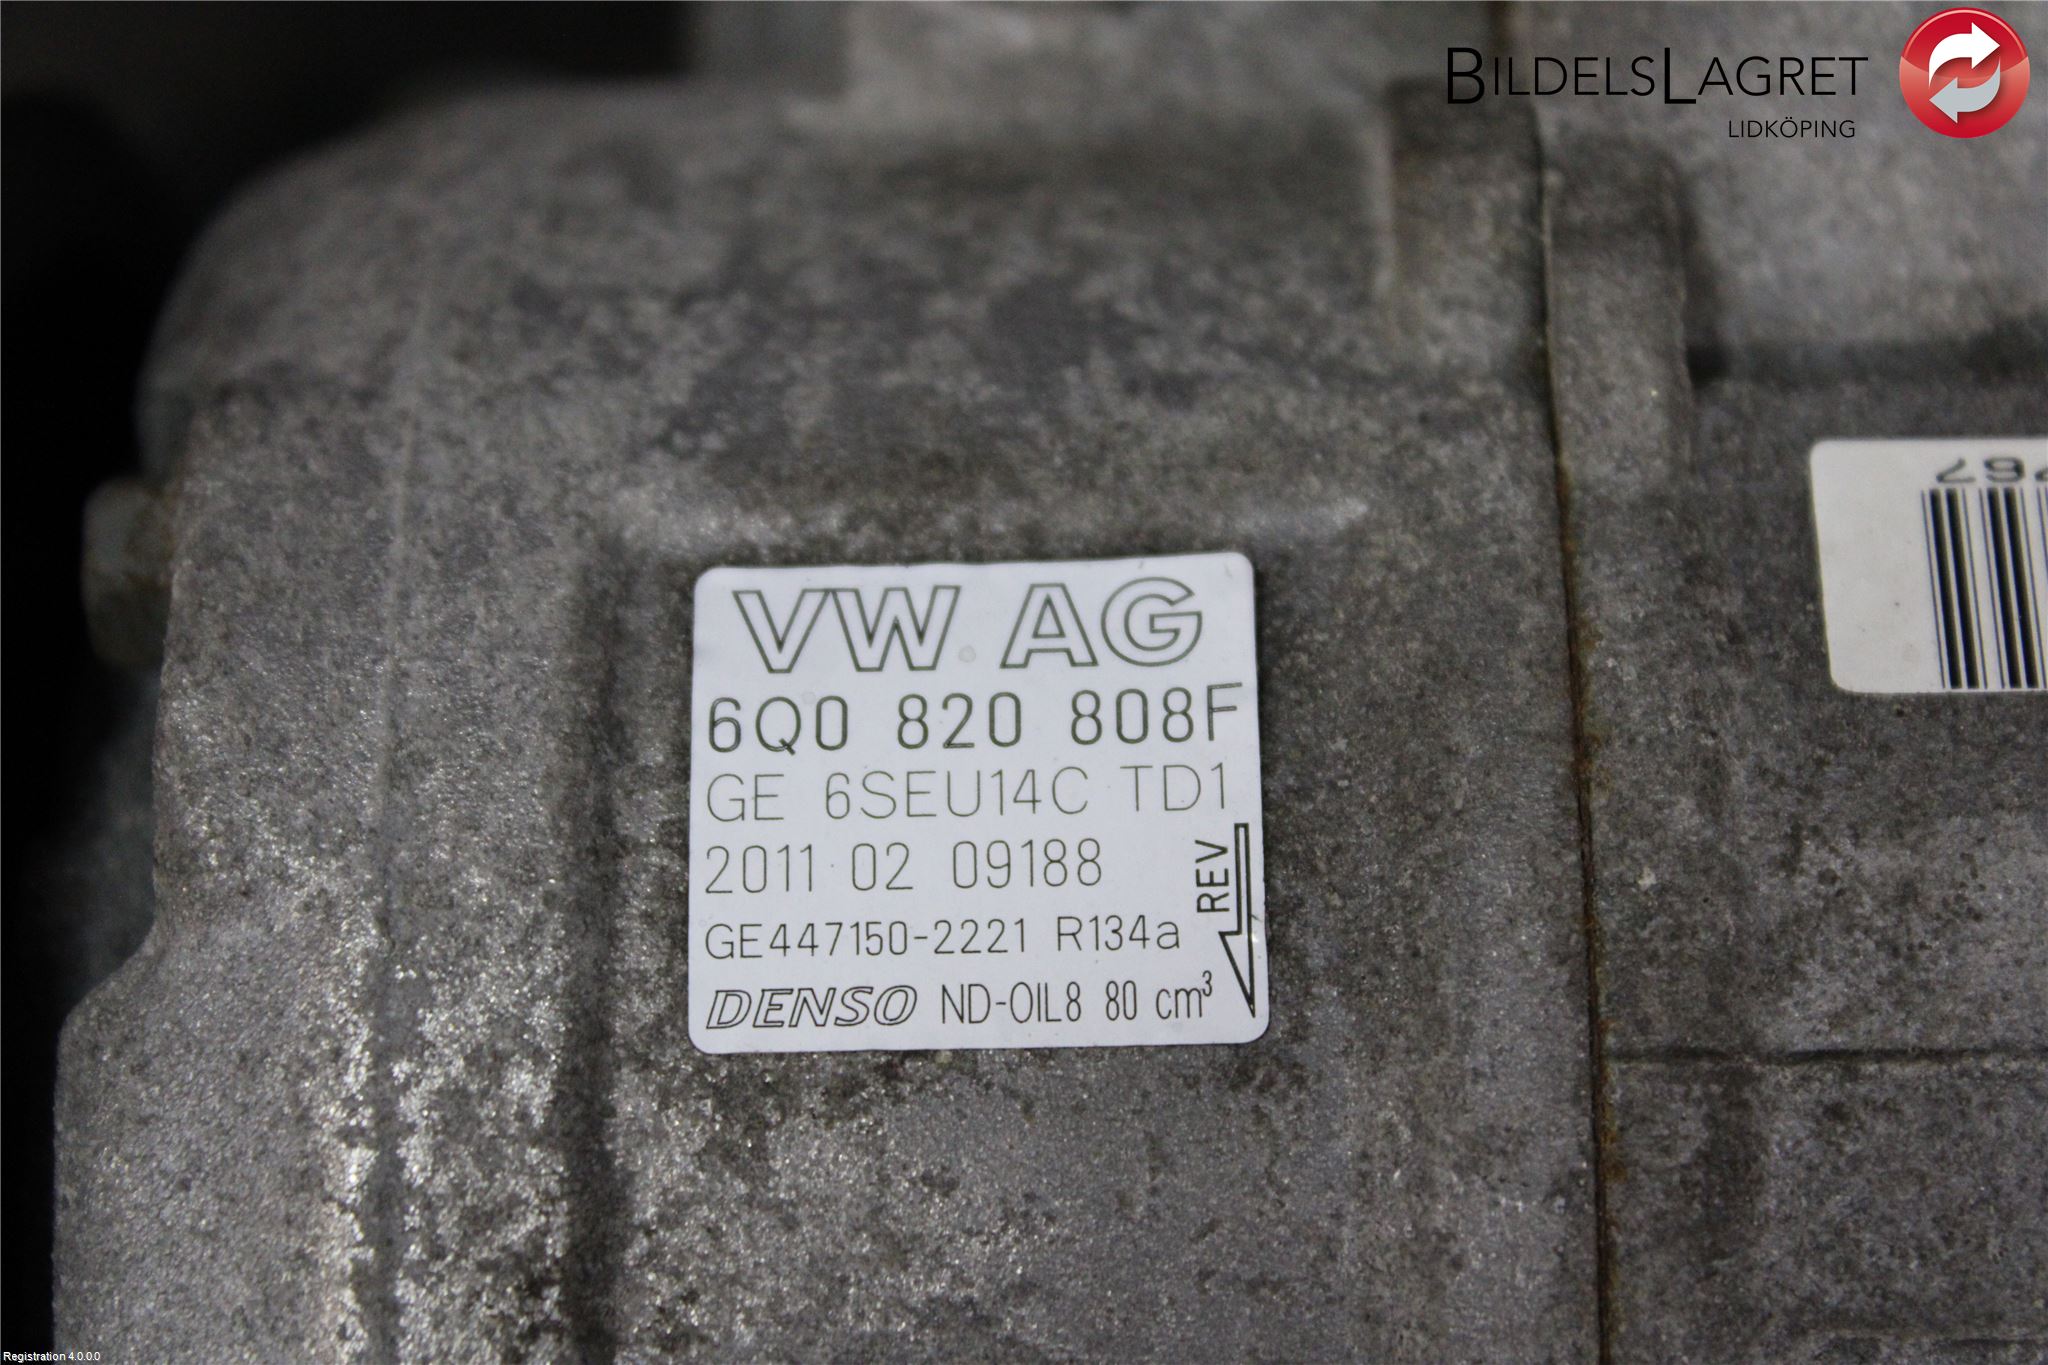 BILDELSLAGRET
LIDKÖPING
VW AG
6Q0 820 808F
GE 6SEU14C TD1
2011 02 09188
REV
GE447150-2221 R134a
DENSO ND-OIL8 80 cm³
Registration 4.0.0.0